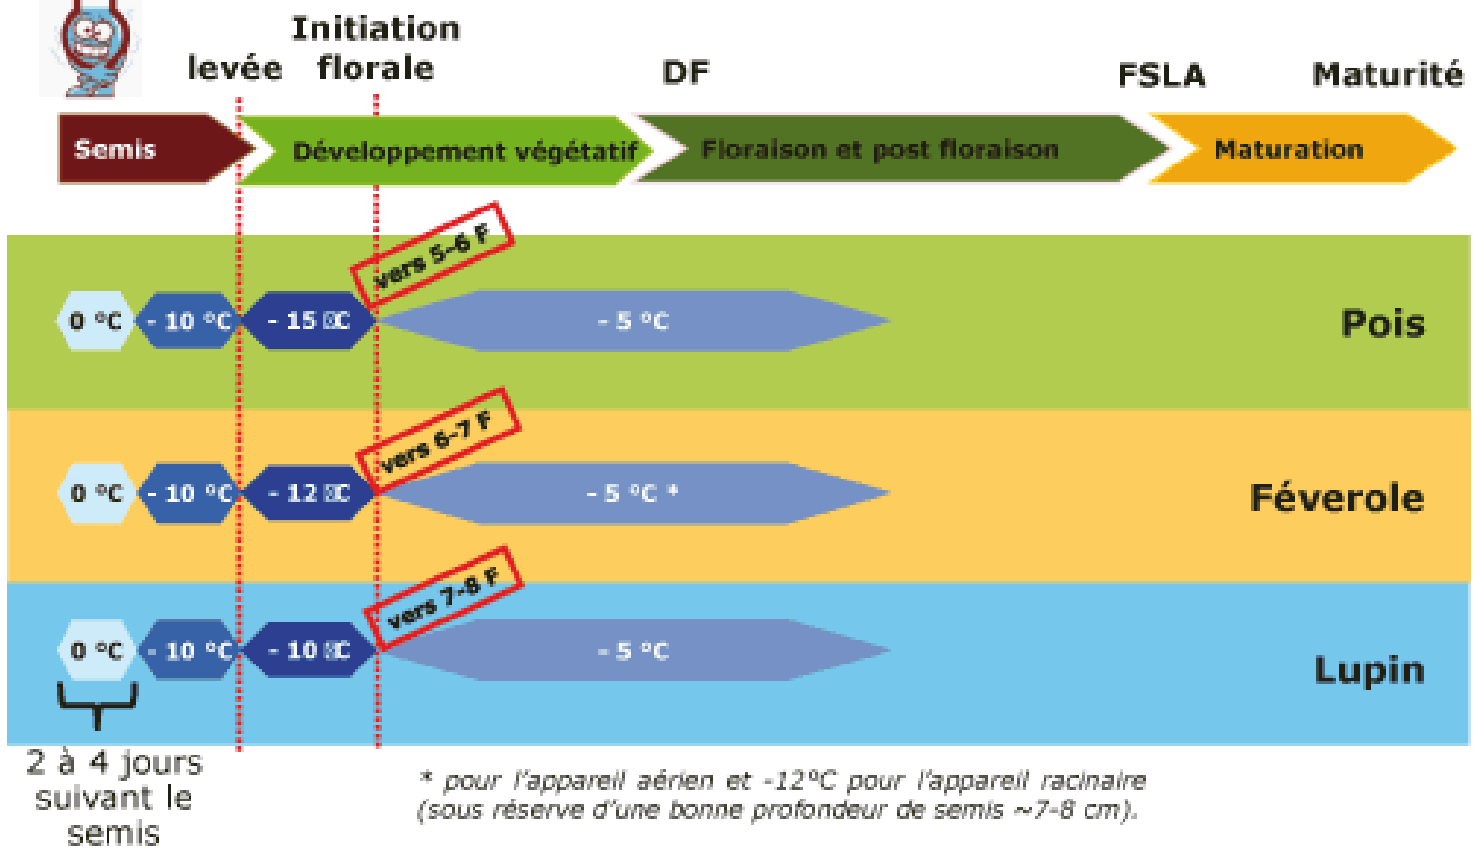 Initiation
levée florale DF FSLA Maturité
Semis Développement végétatif Floraison et post floraison Maturation
vers 5-6 F
0 °C - 10 °C - 15 C - 5 °C Pois
vers 6-7 F
0 °C - 10 °C - 12 C - 5 °C * Féverole
vers 7-8 F
0 °C - 10 °C - 10 C - 5 °C Lupin
2 à 4 jours
suivant le
semis
* pour l'appareil aérien et -12°C pour l'appareil racinaire
(sous réserve d'une bonne profondeur de semis ~7-8 cm).